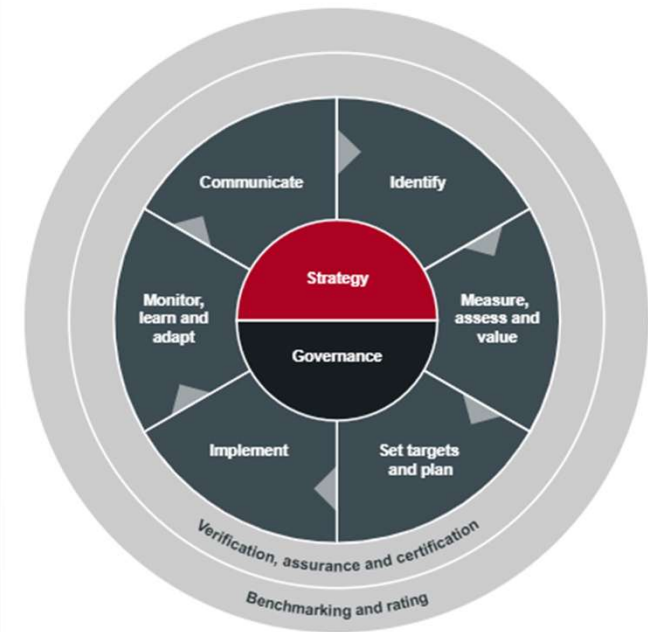 Communicate
Identify
Strategy
Monitor,
learn and
adapt
Measure,
assess and
value
Governance
Implement
Set targets
and plan
Verification, assurance and certification
Benchmarking and rating